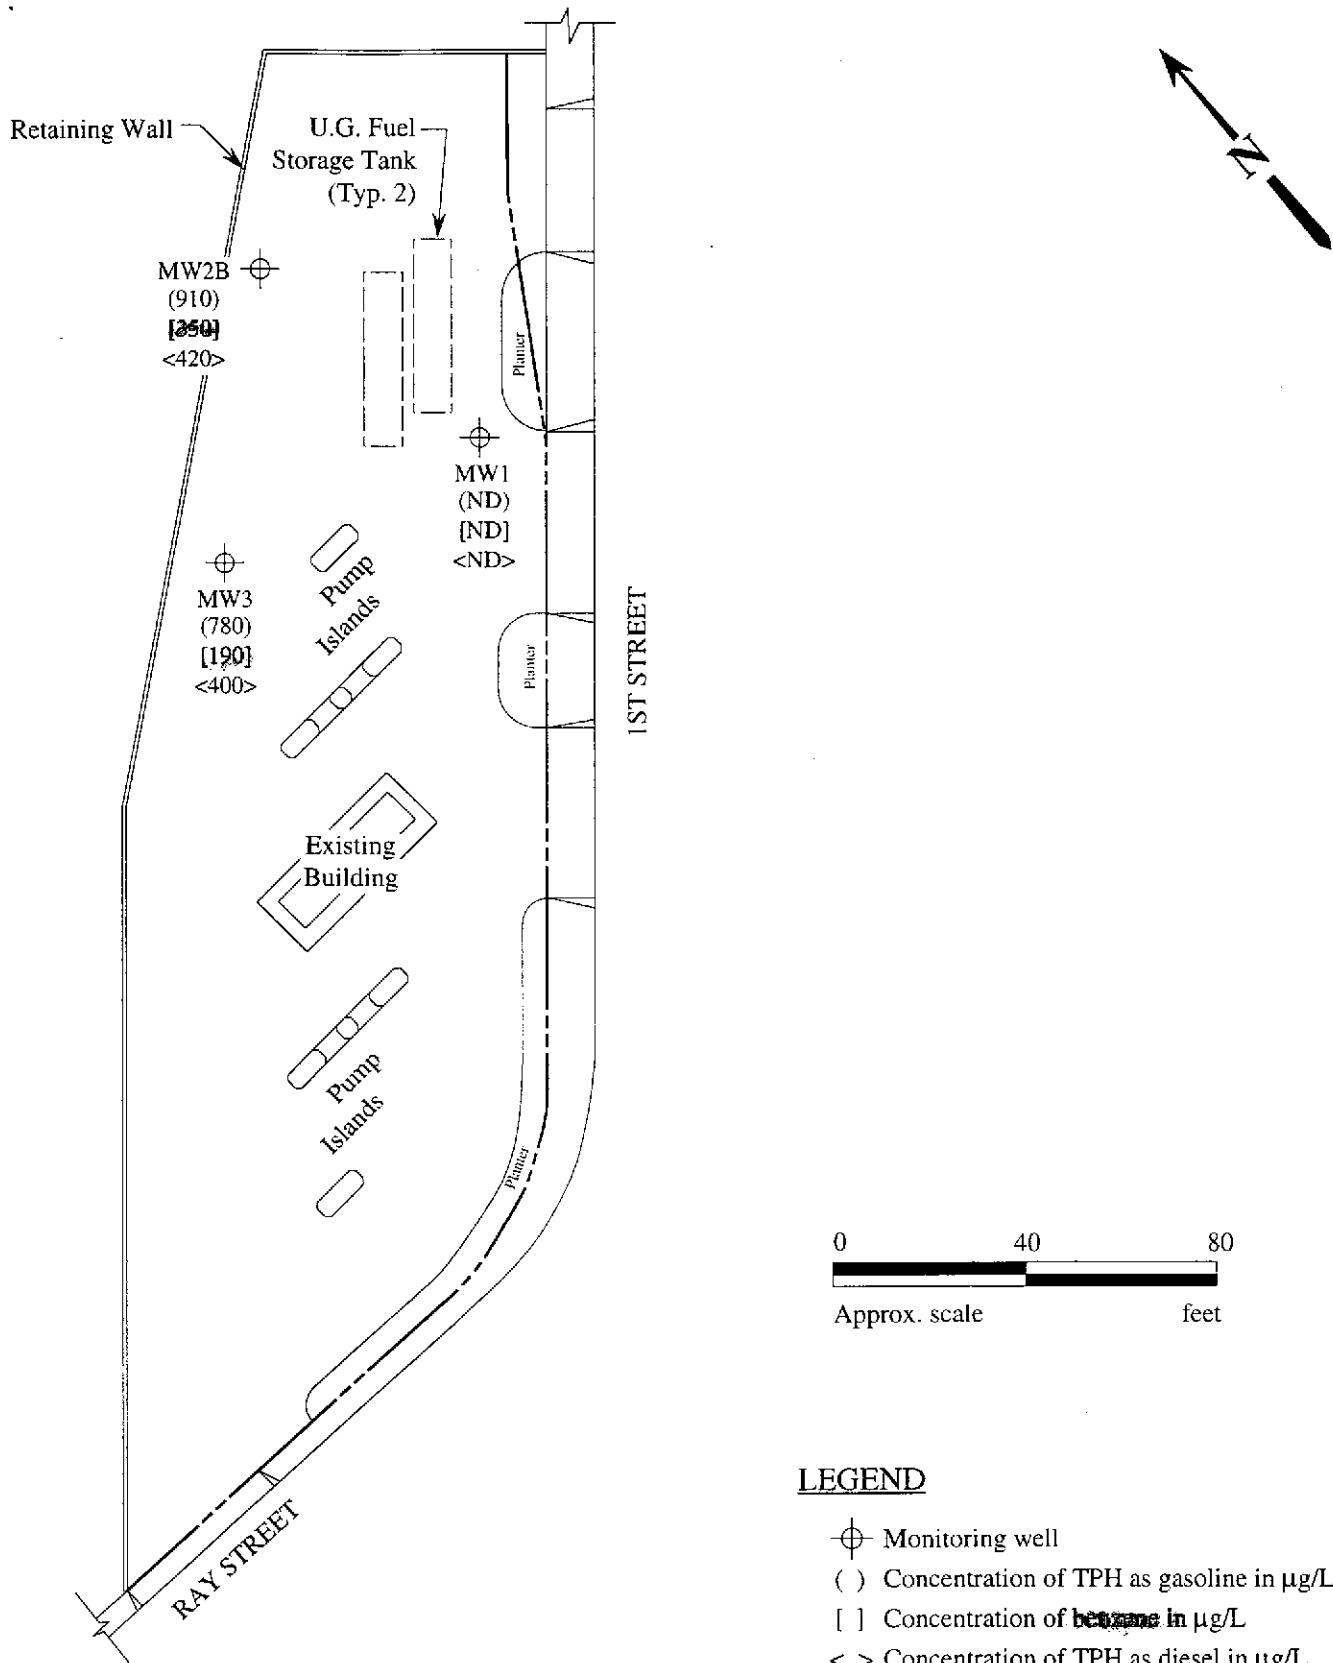 Retaining Wall
U.G. Fuel
Storage Tank
(Typ. 2)
N
MW2B
(910)
<420>
Planter
MW1
(ND)
[ND]
<ND>
Pump
Islands
MW3
(780)
[190]
<400>
Planter
1ST STREET
Existing
Building
Pump
Islands
Planter
0 40 80
Approx. scale feet
RAY STREET
LEGEND
Monitoring well
( ) Concentration of TPH as gasoline in µg/L
[ ] Concentration of benzene in µg/L
< > Concentration of TPH as diesel in µg/L